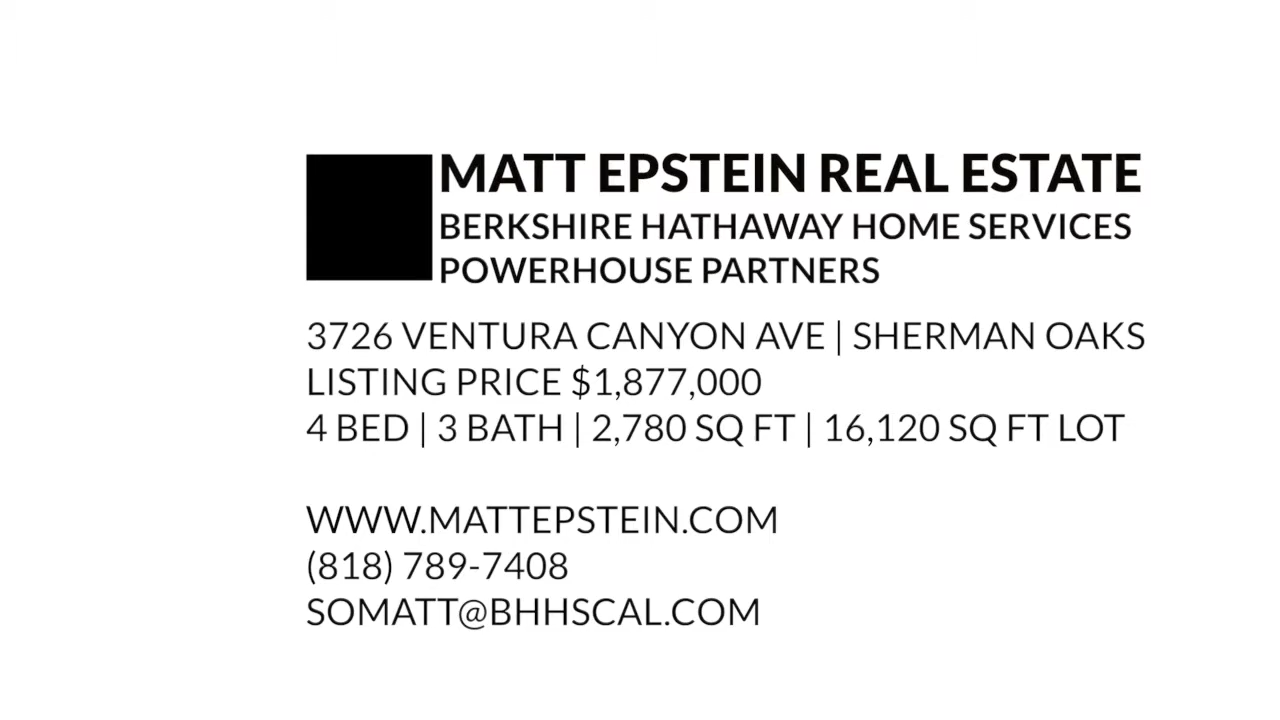 MATT EPSTEIN REAL ESTATE
BERKSHIRE HATHAWAY HOME SERVICES
POWERHOUSE PARTNERS
3726 VENTURA CANYON AVE | SHERMAN OAKS
LISTING PRICE $1,877,000
4 BED | 3 BATH | 2,780 SQ FT | 16,120 SQ FT LOT
WWW.MATTEPSTEIN.COM
(818) 789-7408
SOMATT@BHHSCAL.COM